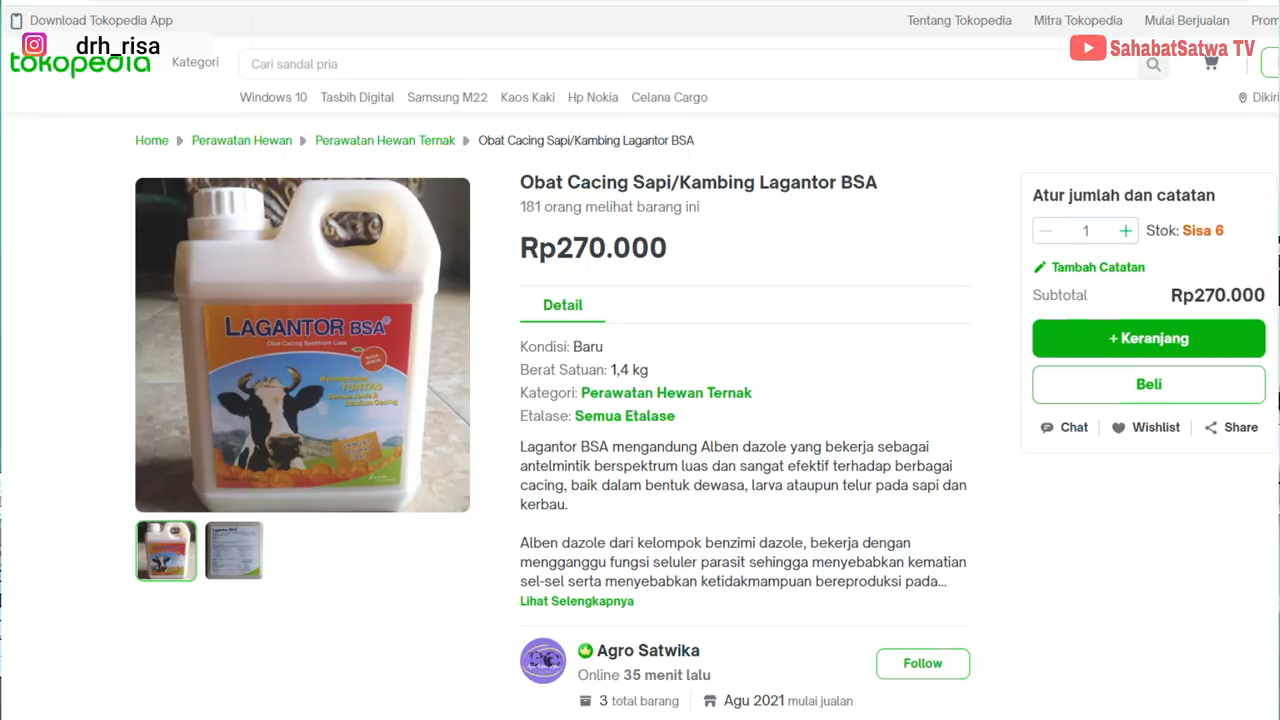 Download Tokopedia App
Tentang Tokopedia
Mitra Tokopedia
Mulai Berjualan
Prom
drh_risa
SahabatSatwa TV
tokopedia
Kategori
Cari sandal pria
Windows 10
Tasbih Digital
Samsung M22
Kaos Kaki
Hp Nokia
Celana Cargo
Dikiri
Home
Perawatan Hewan
Perawatan Hewan Ternak
Obat Cacing Sapi/Kambing Lagantor BSA
LAGANTOR BSA®
Obat Cacing Spektrum Luas
TUNTAS
Obat Cacing Sapi/Kambing Lagantor BSA
181 orang melihat barang ini
Rp270.000
Detail
Kondisi: Baru
Berat Satuan: 1,4 kg
Kategori: Perawatan Hewan Ternak
Etalase: Semua Etalase
Lagantor BSA mengandung Alben dazole yang bekerja sebagai
antelmintik berspektrum luas dan sangat efektif terhadap berbagai
cacing, baik dalam bentuk dewasa, larva ataupun telur pada sapi dan
kerbau.
Alben dazole dari kelompok benzimi dazole, bekerja dengan
mengganggu fungsi seluler parasit sehingga menyebabkan kematian
sel-sel serta menyebabkan ketidakmampuan bereproduksi pada...
Lihat Selengkapnya
Agro Satwika
Online 35 menit lalu
Follow
3 total barang
Agu 2021 mulai jualan
Atur jumlah dan catatan
1
Stok: Sisa 6
Tambah Catatan
Subtotal
Rp270.000
+ Keranjang
Beli
Chat
Wishlist
Share